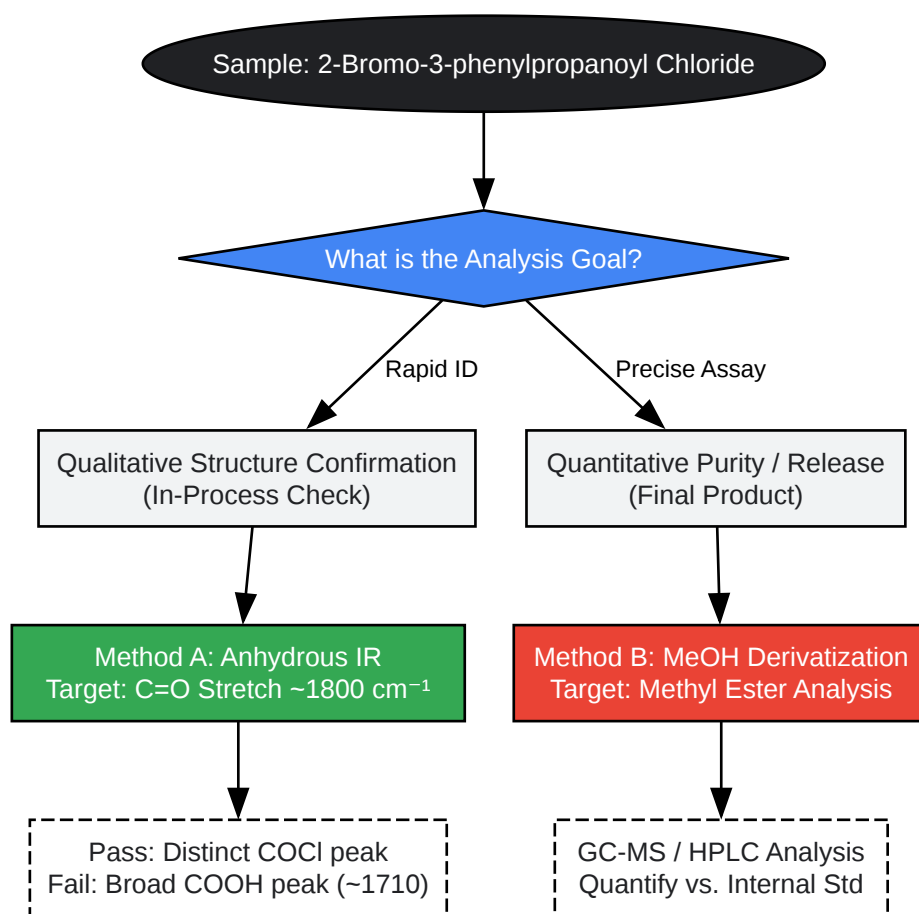 Sample: 2-Bromo-3-phenylpropanoyl Chloride
What is the Analysis Goal?
Rapid ID
Precise Assay
Qualitative Structure Confirmation
(In-Process Check)
Quantitative Purity / Release
(Final Product)
Method A: Anhydrous IR
Target: C=O Stretch ~1800 cm⁻¹
Method B: MeOH Derivatization
Target: Methyl Ester Analysis
Pass: Distinct COCl peak
Fail: Broad COOH peak (~1710)
GC-MS / HPLC Analysis
Quantify vs. Internal Std